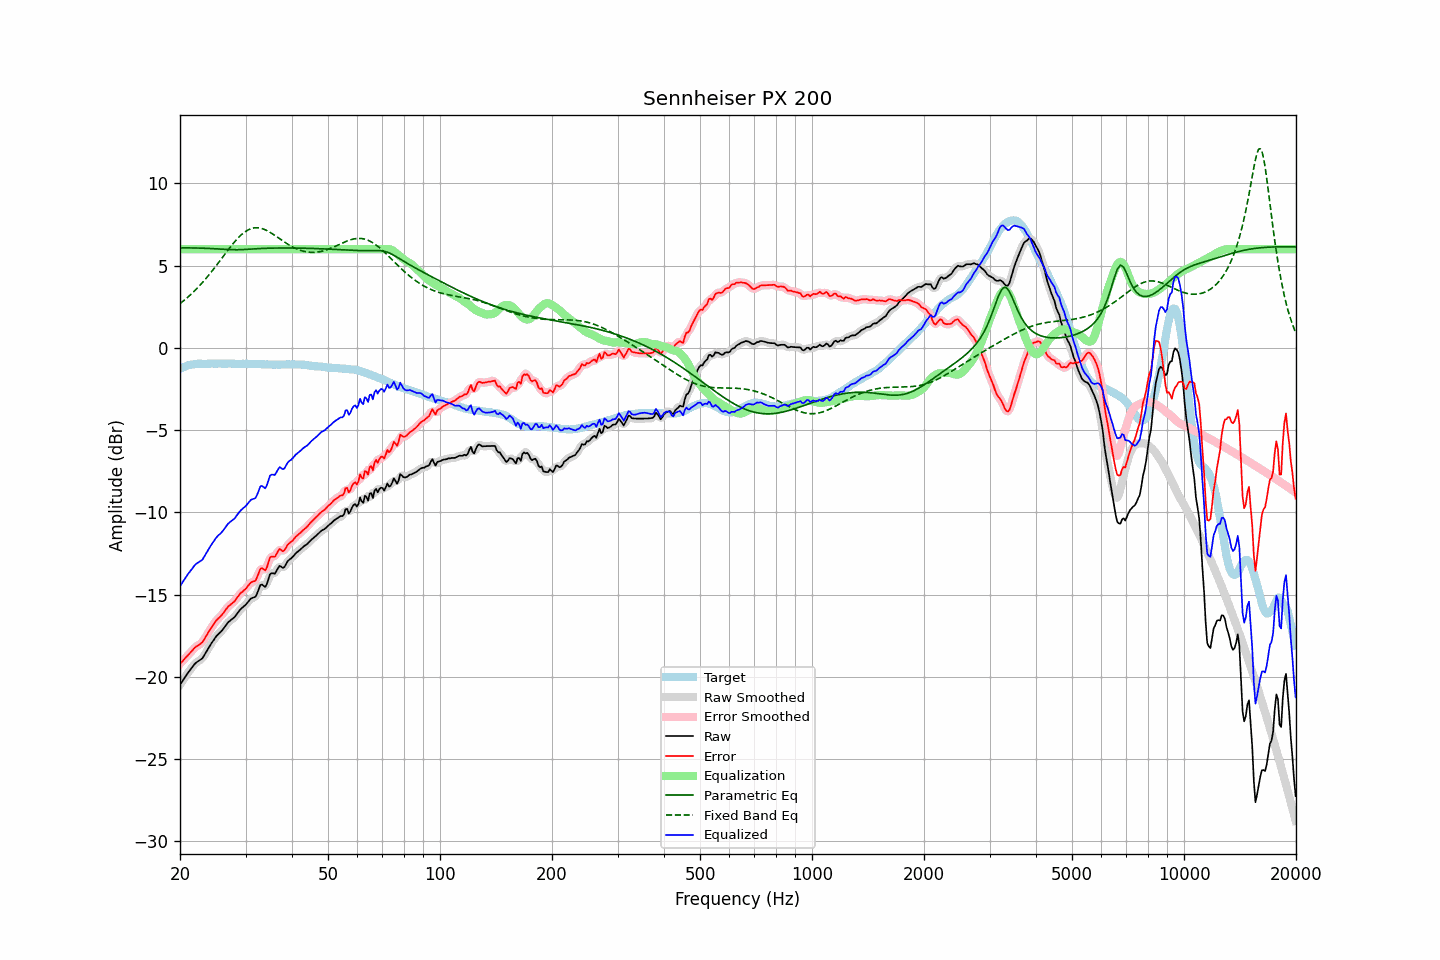 Sennheiser PX 200
Amplitude (dBr)
10
5
0
−5
−10
−15
−20
−25
−30
Target
Raw Smoothed
Error Smoothed
Raw
Error
Equalization
Parametric Eq
Fixed Band Eq
Equalized
20 50 100 200 500 1000 2000 5000 10000 20000
Frequency (Hz)